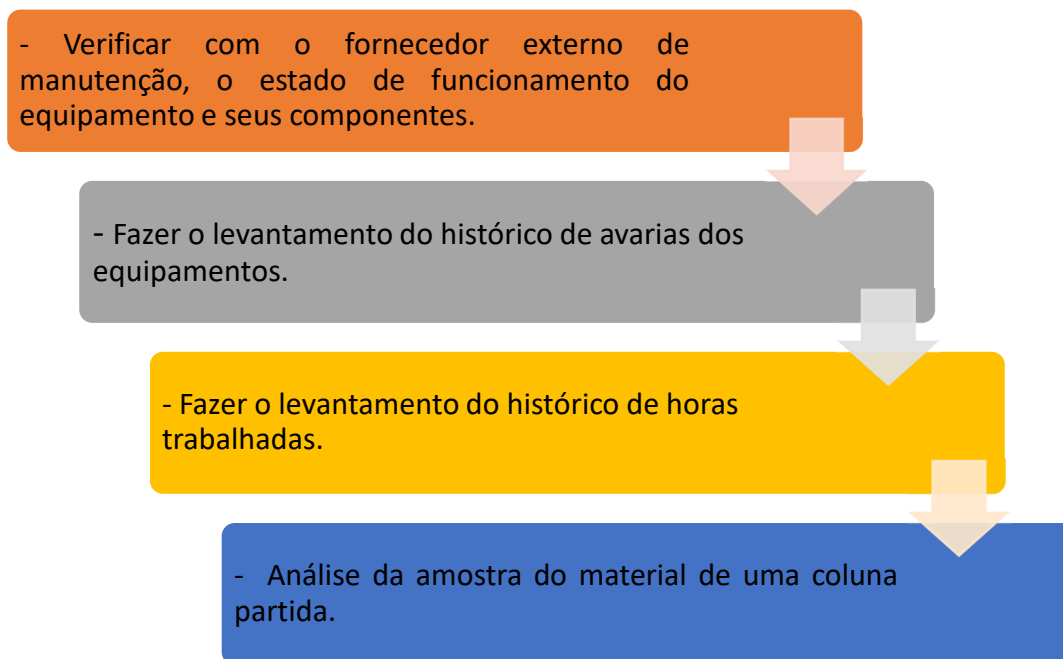 - Verificar com o fornecedor externo de
manutenção, o estado de funcionamento do
equipamento e seus componentes.
- Fazer o levantamento do histórico de avarias dos
equipamentos.
- Fazer o levantamento do histórico de horas
trabalhadas.
- Análise da amostra do material de uma coluna
partida.